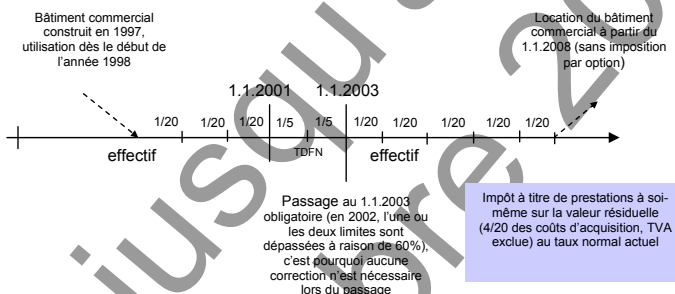 Bâtiment commercial
construit en 1997,
utilisation dès le début de
l'année 1998
Location du bâtiment
commercial à partir du
1.1.2008 (sans imposition
par option)
1.1.2001 1.1.2003
1/20 1/20 1/20 1/5 1/5 1/20 1/20 1/20 1/20 1/20
effectif TDFN effectif
Passage au 1.1.2003
obligatoire (en 2002, l'une ou
les deux limites sont
dépassées à raison de 60%),
c'est pourquoi aucune
correction n'est nécessaire
lors du passage
Impôt à titre de prestations à soi-
même sur la valeur résiduelle
(4/20 des coûts d'acquisition, TVA
exclue) au taux normal actuel